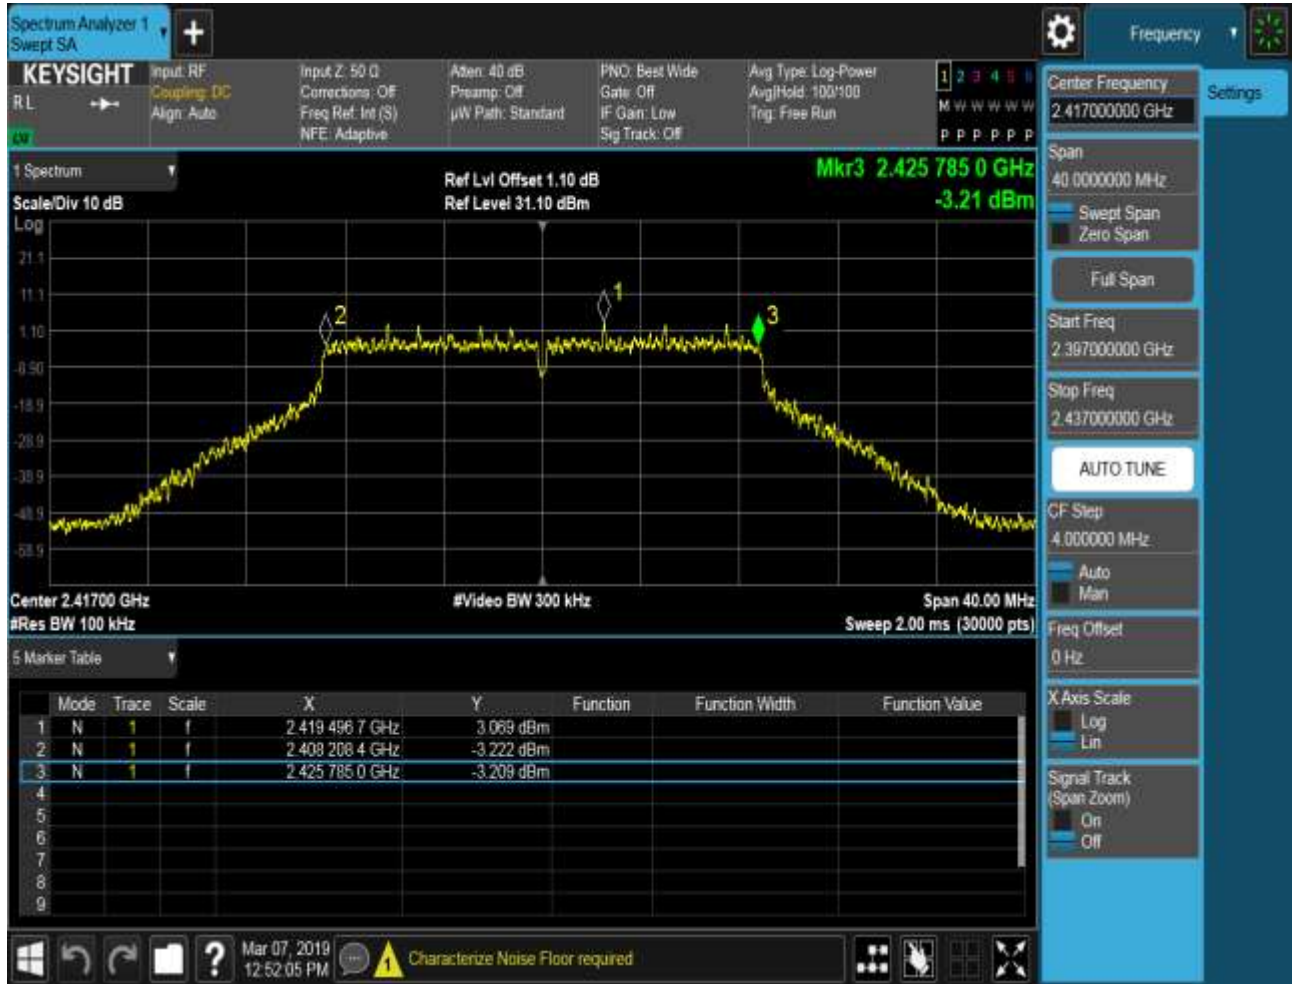 Spectrum Analyzer 1
Swept SA
+
Frequency
KEYSIGHT
RL
Input: RF
Coupling: DC
Align: Auto
Input Z: 50 Ω
Corrections: Off
Freq Ref: Int (S)
NFE: Adaptive
Atten: 40 dB
Preamp: Off
µW Path: Standard
PNO: Best Wide
Gate: Off
IF Gain: Low
Sig Track: Off
Avg Type: Log-Power
Avg|Hold: 100/100
Trig: Free Run
1 2 3 4 5 6
M W W W W W
P P P P P P
1 Spectrum
Scale/Div 10 dB
Ref Lvl Offset 1.10 dB
Ref Level 31.10 dBm
Mkr3 2.425 785 0 GHz
-3.21 dBm
Log
21.1
11.1
1.10
-8.90
-18.9
-28.9
-38.9
-48.9
-58.9
2
1
3
Center 2.41700 GHz
#Res BW 100 kHz
#Video BW 300 kHz
Span 40.00 MHz
Sweep 2.00 ms (30000 pts)
5 Marker Table
Mode Trace Scale X Y Function Function Width Function Value
1 N 1 f 2.419 496 7 GHz 3.069 dBm
2 N 1 f 2.408 208 4 GHz -3.222 dBm
3 N 1 f 2.425 785 0 GHz -3.209 dBm
4
5
6
7
8
9
Mar 07, 2019
12:52:05 PM
?
1
Characterize Noise Floor required
Center Frequency
2.417000000 GHz
Settings
Span
40.0000000 MHz
Swept Span
Zero Span
Full Span
Start Freq
2.397000000 GHz
Stop Freq
2.437000000 GHz
AUTO TUNE
CF Step
4.000000 MHz
Auto
Man
Freq Offset
0 Hz
X Axis Scale
Log
Lin
Signal Track
(Span Zoom)
On
Off